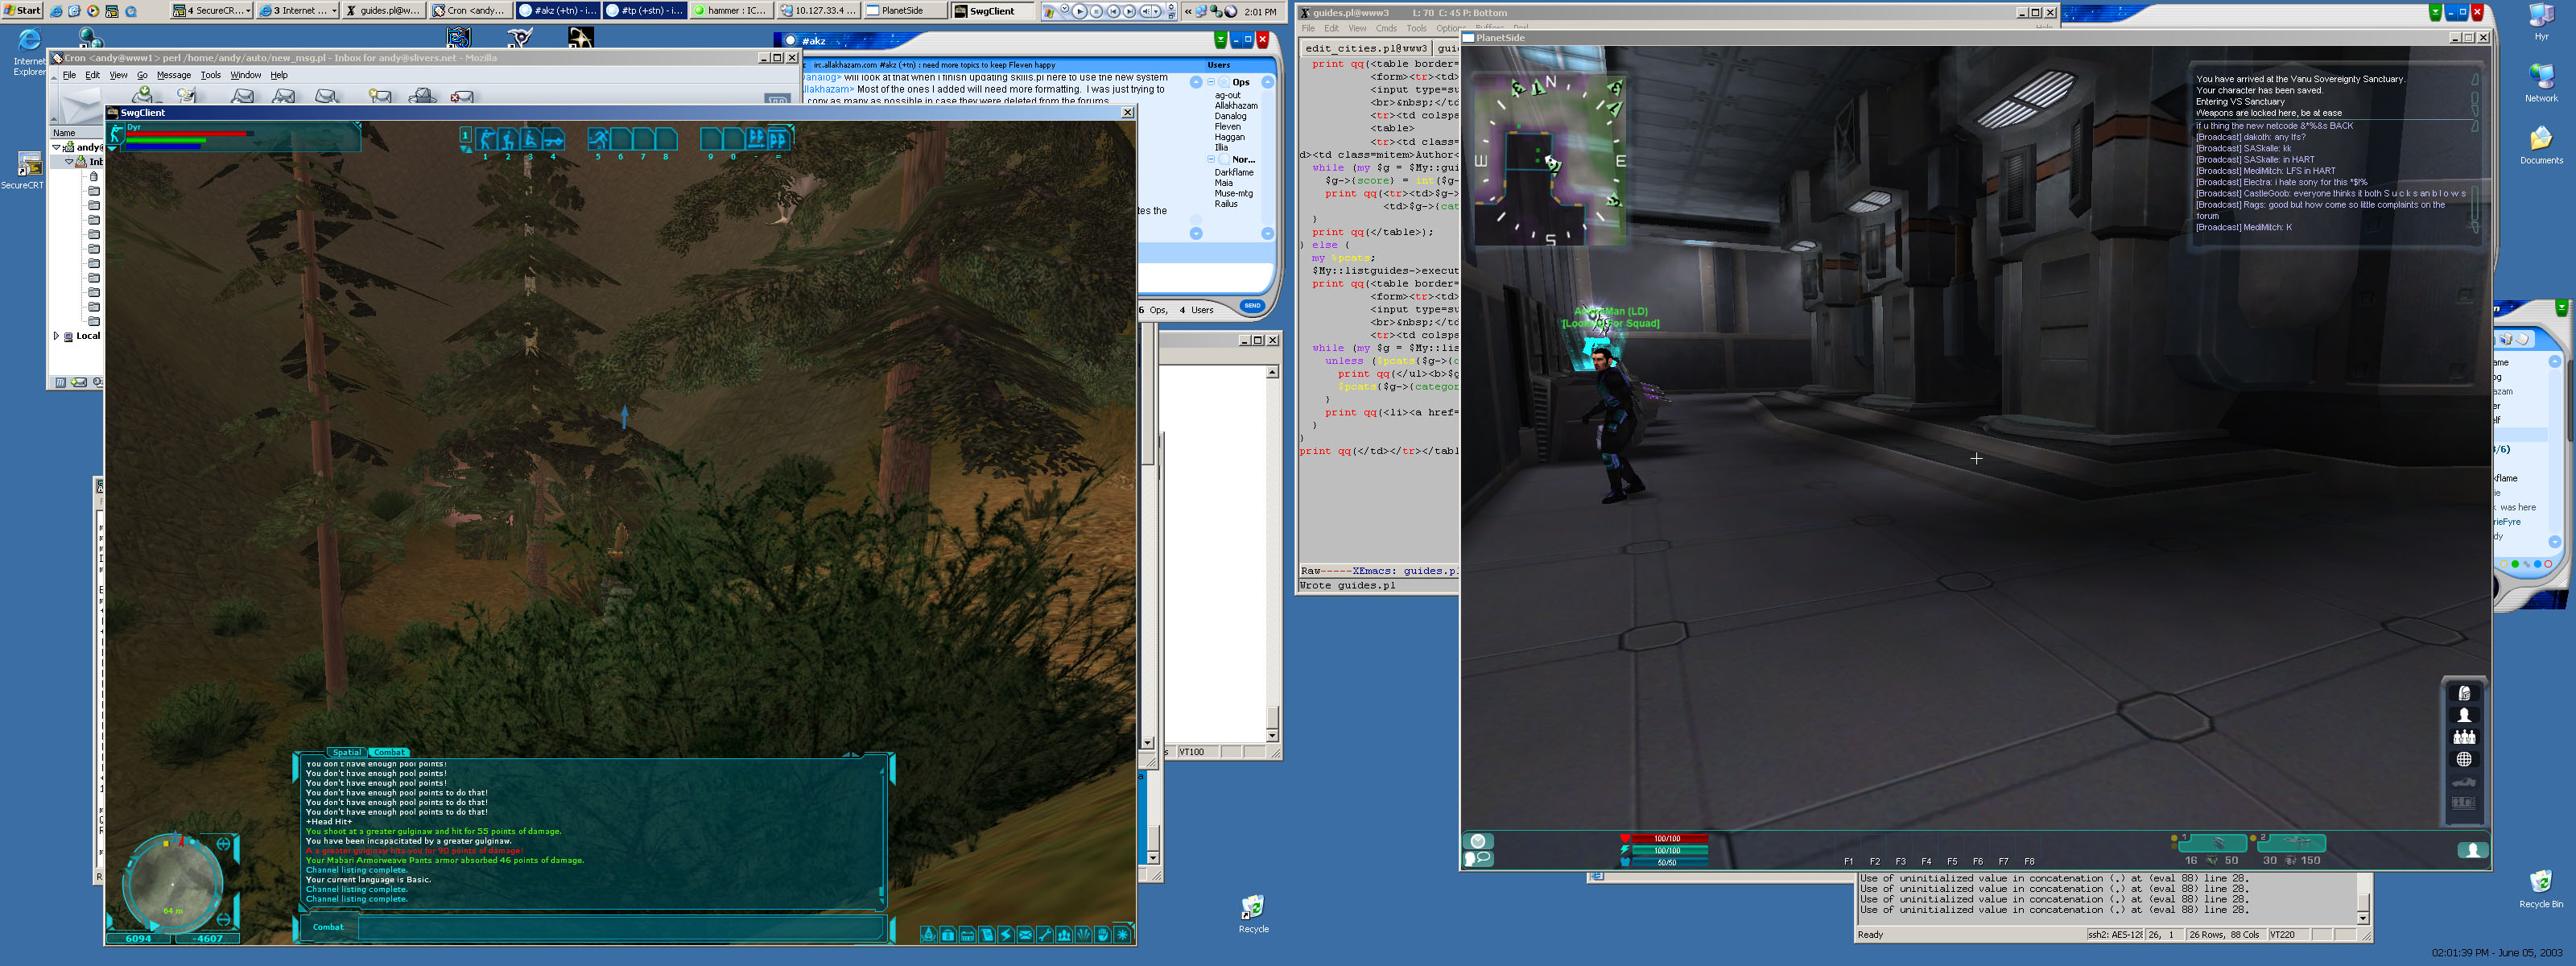 Start
4 SecureCRT...
3 Internet ...
guides.pl@w...
Cron <andy...
#akz (+tn) - i...
#tp (+stn) - i...
hammer : IC...
10.127.33.4 ...
PlanetSide
SwgClient
2:01 PM
Internet Explorer
SecureCRT
Cron <andy@www1> perl /home/andy/auto/new_msg.pl - Inbox for andy@slivers.net - Mozilla
File Edit View Go Message Tools Window Help
Name
andy@
Inb
Local
#akz
irc.allakhazam.com #akz (+tn) : need more topics to keep Fleven happy
Danalog> will look at that when I finish updating skills.pl here to use the new system
Allakhazam> Most of the ones I added will need more formatting. I was just trying to
copy as many as possible in case they were deleted from the forums
tes the
Users
Ops
ag-out
Allakhazam
Danalog
Fleven
Haggan
Illia
Nor...
Darkflame
Maia
Muse-mtg
Railus
SEND
6 Ops, 4 Users
VT100
SwgClient
Dyr
1
1 2 3 4 5 6 7 8 9 0 - =
Spatial Combat
You don't have enough pool points!
You don't have enough pool points!
You don't have enough pool points!
You don't have enough pool points to do that!
You don't have enough pool points to do that!
You don't have enough pool points to do that!
+Head Hit+
You shoot at a greater gulginaw and hit for 55 points of damage.
You have been incapacitated by a greater gulginaw.
A a greater gulginaw hits you for 90 points of damage!
Your Mabari Armorweave Pants armor absorbed 46 points of damage.
Channel listing complete.
Your current language is Basic.
Channel listing complete.
Channel listing complete.
Combat
64 m
6094 -4607
Recycle
guides.pl@www3 L: 70 C: 45 P: Bottom
File Edit View Cmds Tools Options Buffers Perl Help
edit_cities.pl@www3 gui
print qq(<table border=
<form><tr><td>
<input type=
<br>&nbsp;</td
<tr><td colspa
<table>
<tr><td
d><td class=mitem>Author<
while (my $g = $My::gui
$g->{score} = int($g-
print qq(<tr><td>$g->
<td>$g->{cat
}
print qq(</table>);
} else {
my %pcats;
$My::listguides->execut
print qq(<table border=
<form><tr><td>
<input type=su
<br>&nbsp;</td
<tr><td colspa
while (my $g = $My::lis
unless ($pcats{$g->{c
print qq(</ul><b>$g
$pcats{$g->{categor
}
print qq(<li><a href=
}
}
print qq(</td></tr></tabl
Raw-----XEmacs: guides.pl
Wrote guides.pl
PlanetSide
N
E
S
You have arrived at the Vanu Sovereignty Sanctuary.
Your character has been saved.
Entering VS Sanctuary
Weapons are locked here, be at ease
if u thing the new netcode &*%&s BACK
[Broadcast] dakoth: any lfs?
[Broadcast] SASkalle: kk
[Broadcast] SASkalle: in HART
[Broadcast] MediMitch: LFS in HART
[Broadcast] Electra: i hate sony for this *$!%
[Broadcast] CastleGoob: everyone thinks it both S u c k s an b l o w s
[Broadcast] Rags: good but how come so little complaints on the
forum
[Broadcast] MediMitch: K
Man (LD)
[Looking For Squad]
100/100
100/100
50/50
F1 F2 F3 F4 F5 F6 F7 F8
1 2
16 50 30 150
Use of uninitialized value in concatenation (.) at (eval 88) line 28.
Use of uninitialized value in concatenation (.) at (eval 88) line 28.
Use of uninitialized value in concatenation (.) at (eval 88) line 28.
Use of uninitialized value in concatenation (.) at (eval 88) line 28.
Ready ssh2: AES-128 26, 1 26 Rows, 88 Cols VT220
Hyr
Network
Documents
ame
og
azam
er
elf
3/6)
kflame
ie
k was here
rieFyre
dy
Recycle Bin
02:01:39 PM - June 05, 2003